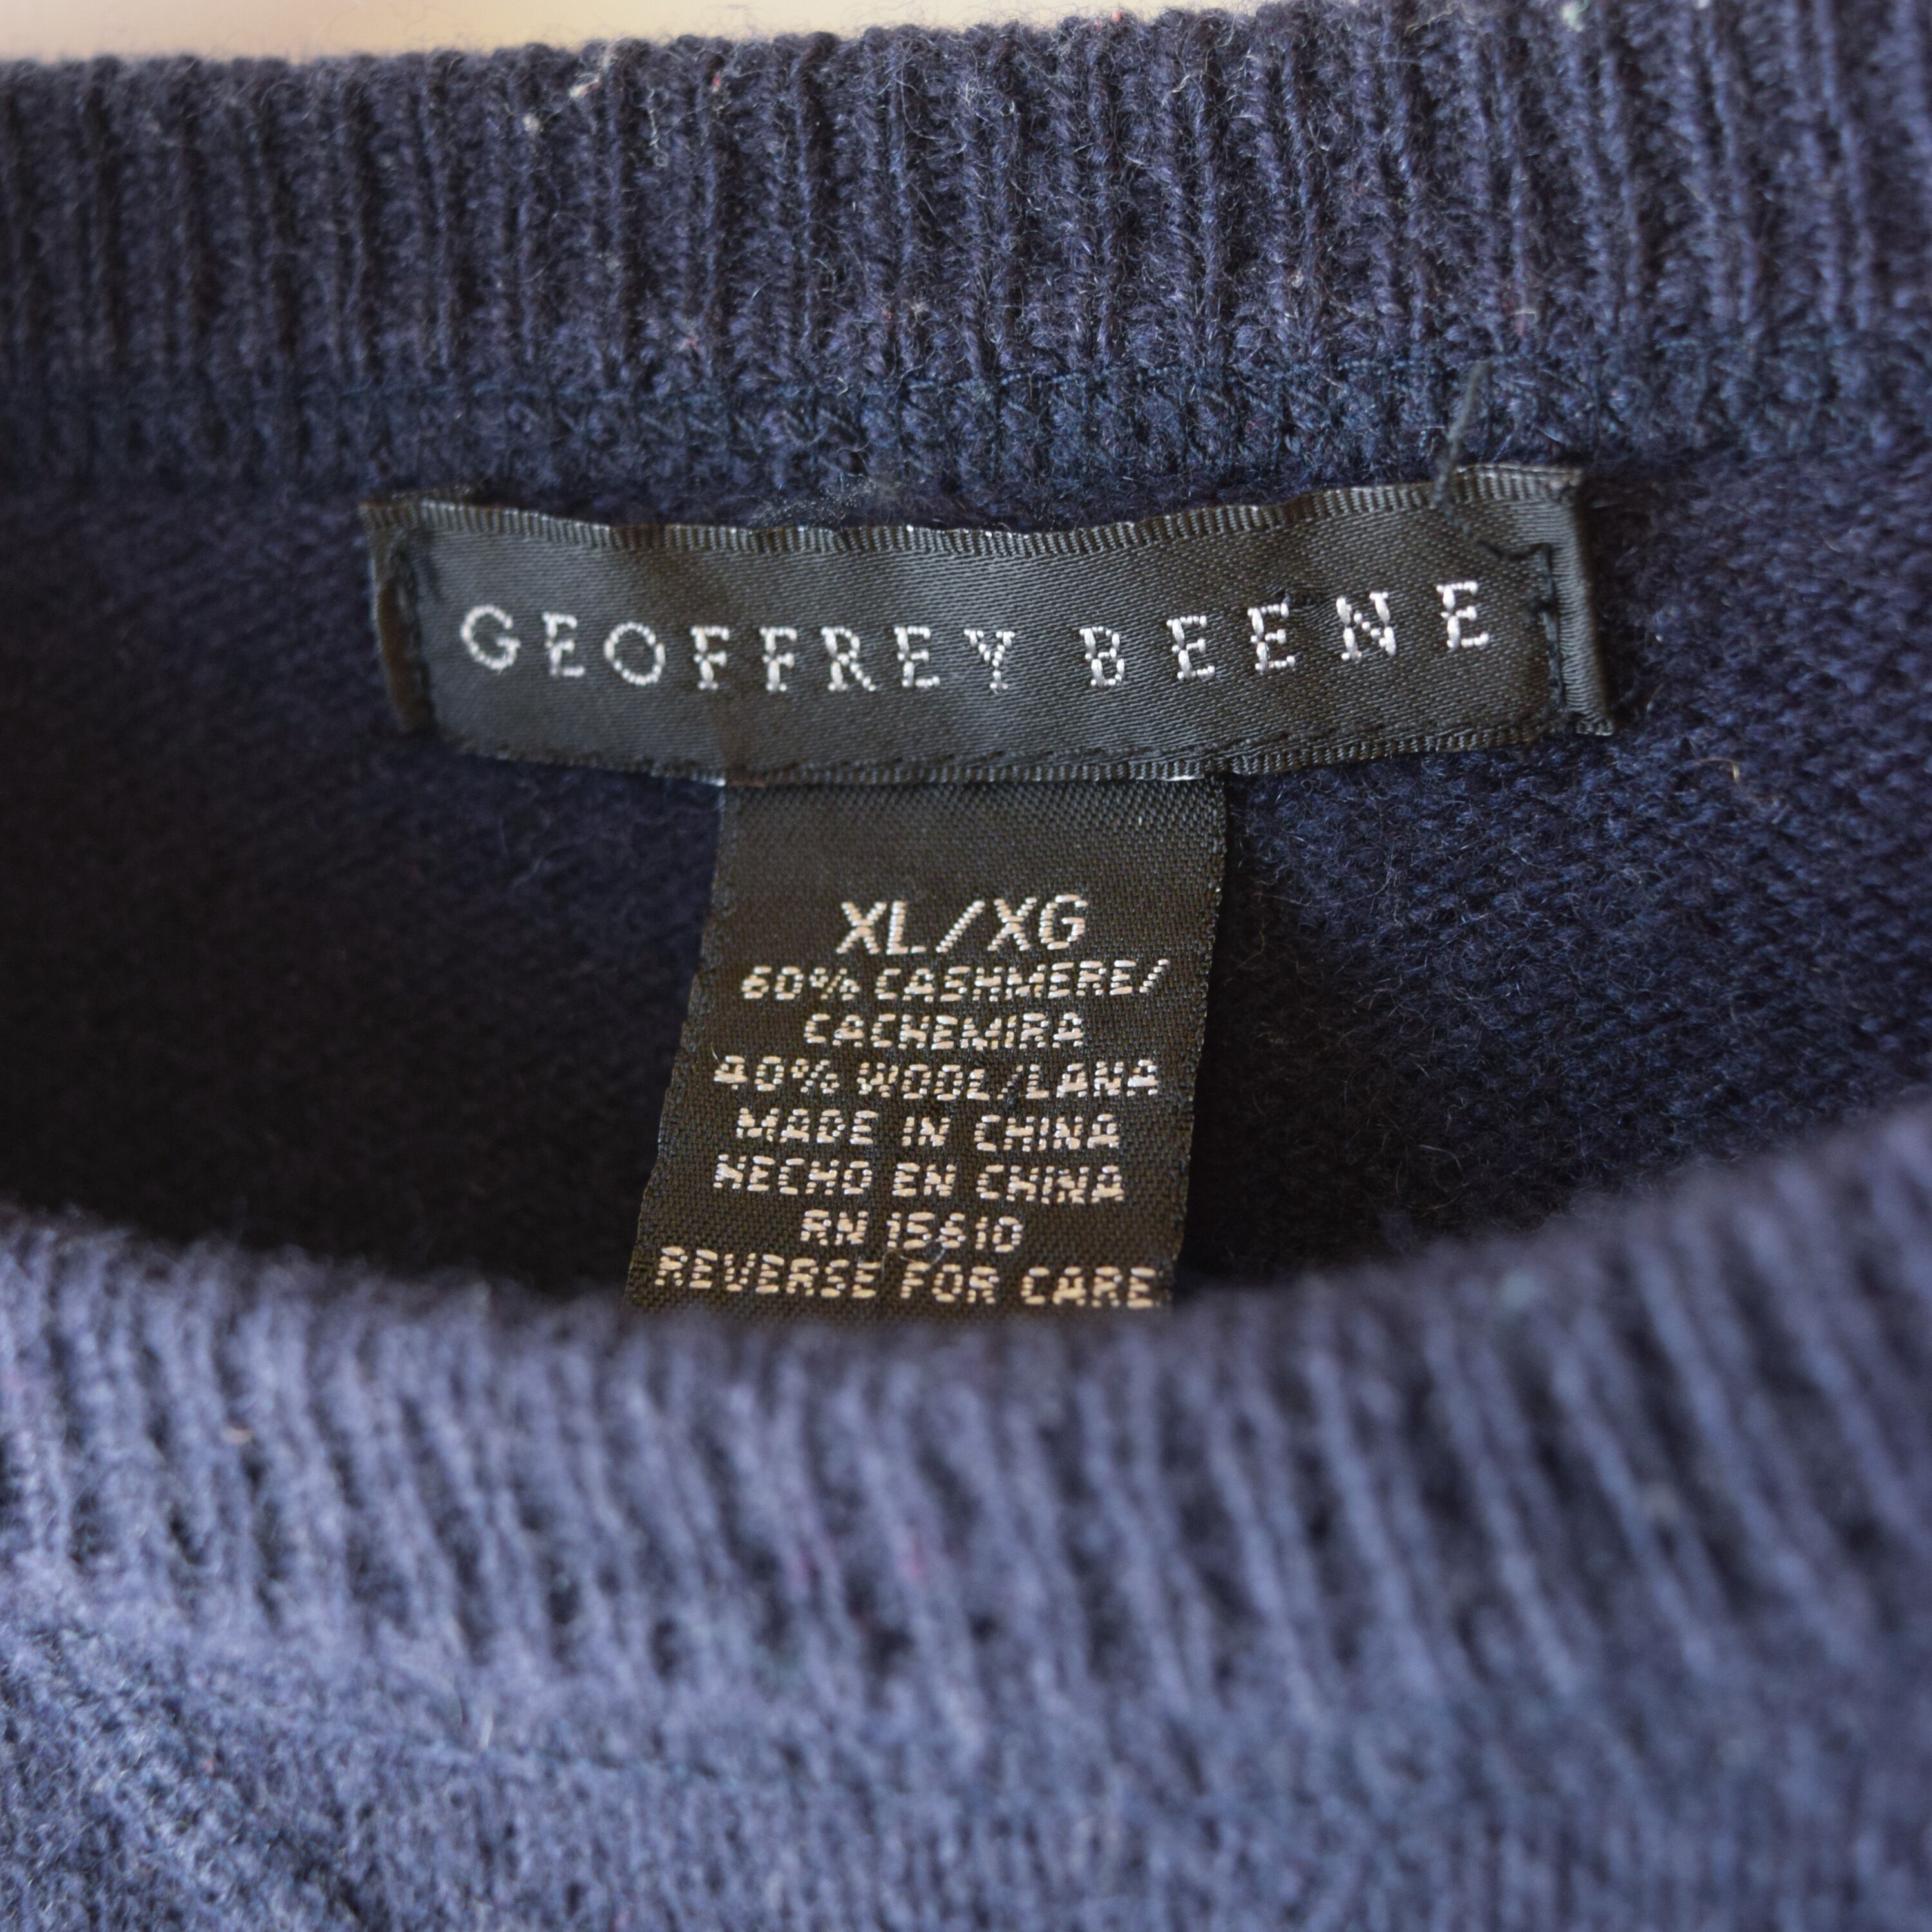 GEOFFREY BEENE
XL/XG
60% CASHMERE/
CACHEMIRA
40% WOOL/LANA
MADE IN CHINA
HECHO EN CHINA
RN 15610
REVERSE FOR CARE